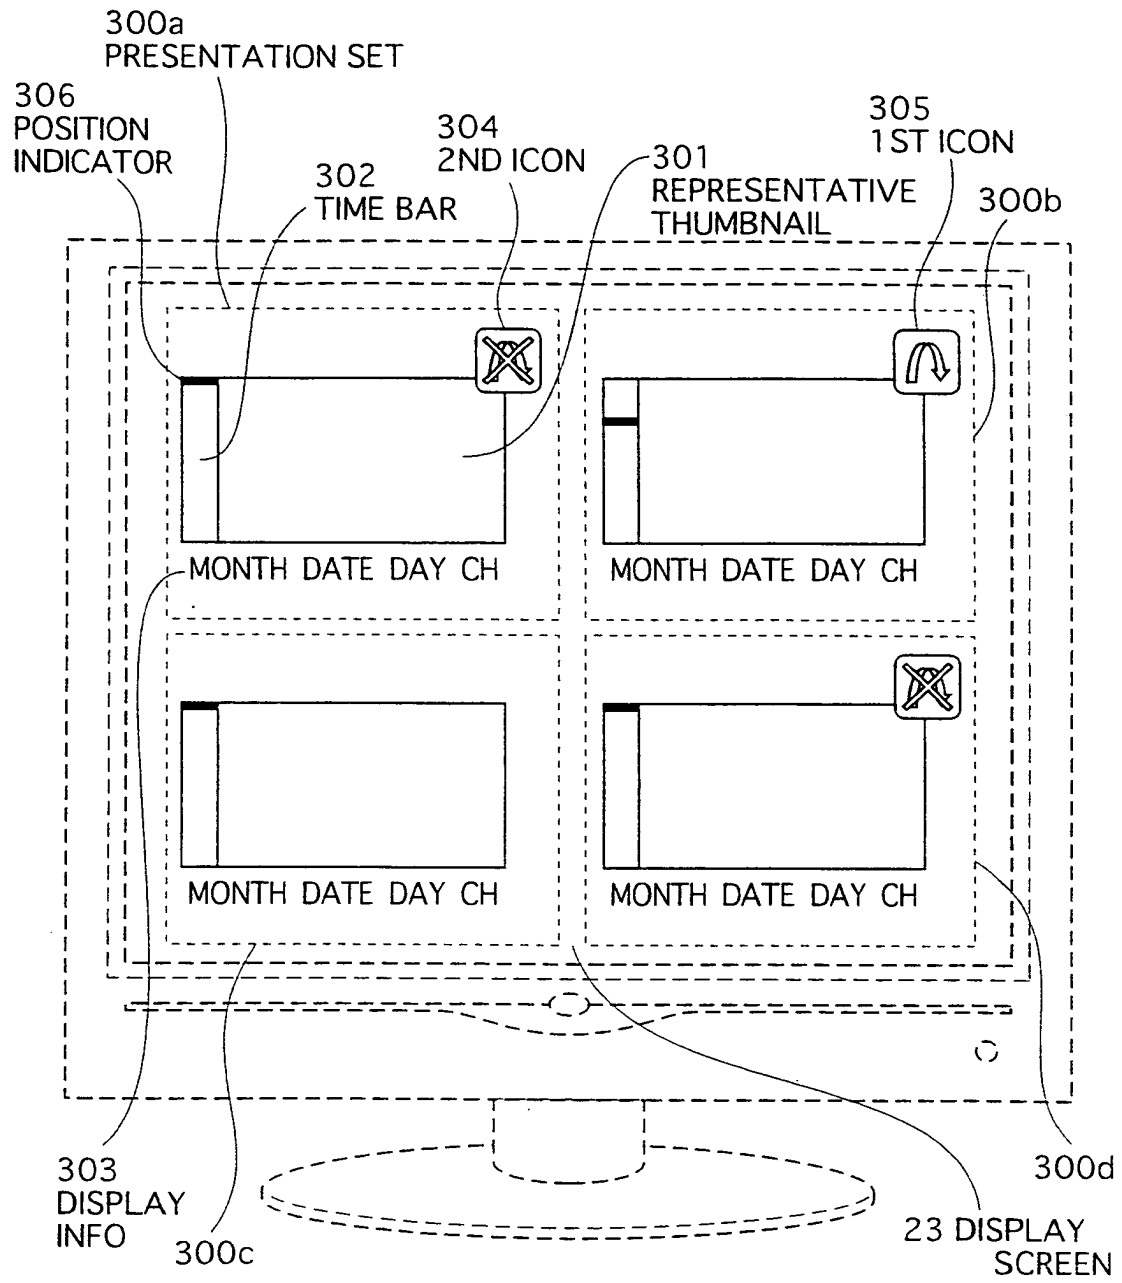 300a
PRESENTATION SET
306
POSITION
INDICATOR
302
TIME BAR
304
2ND ICON
301
REPRESENTATIVE
THUMBNAIL
305
1ST ICON
300b
MONTH DATE DAY CH
MONTH DATE DAY CH
MONTH DATE DAY CH
MONTH DATE DAY CH
303
DISPLAY
INFO
300c
300d
23 DISPLAY
SCREEN